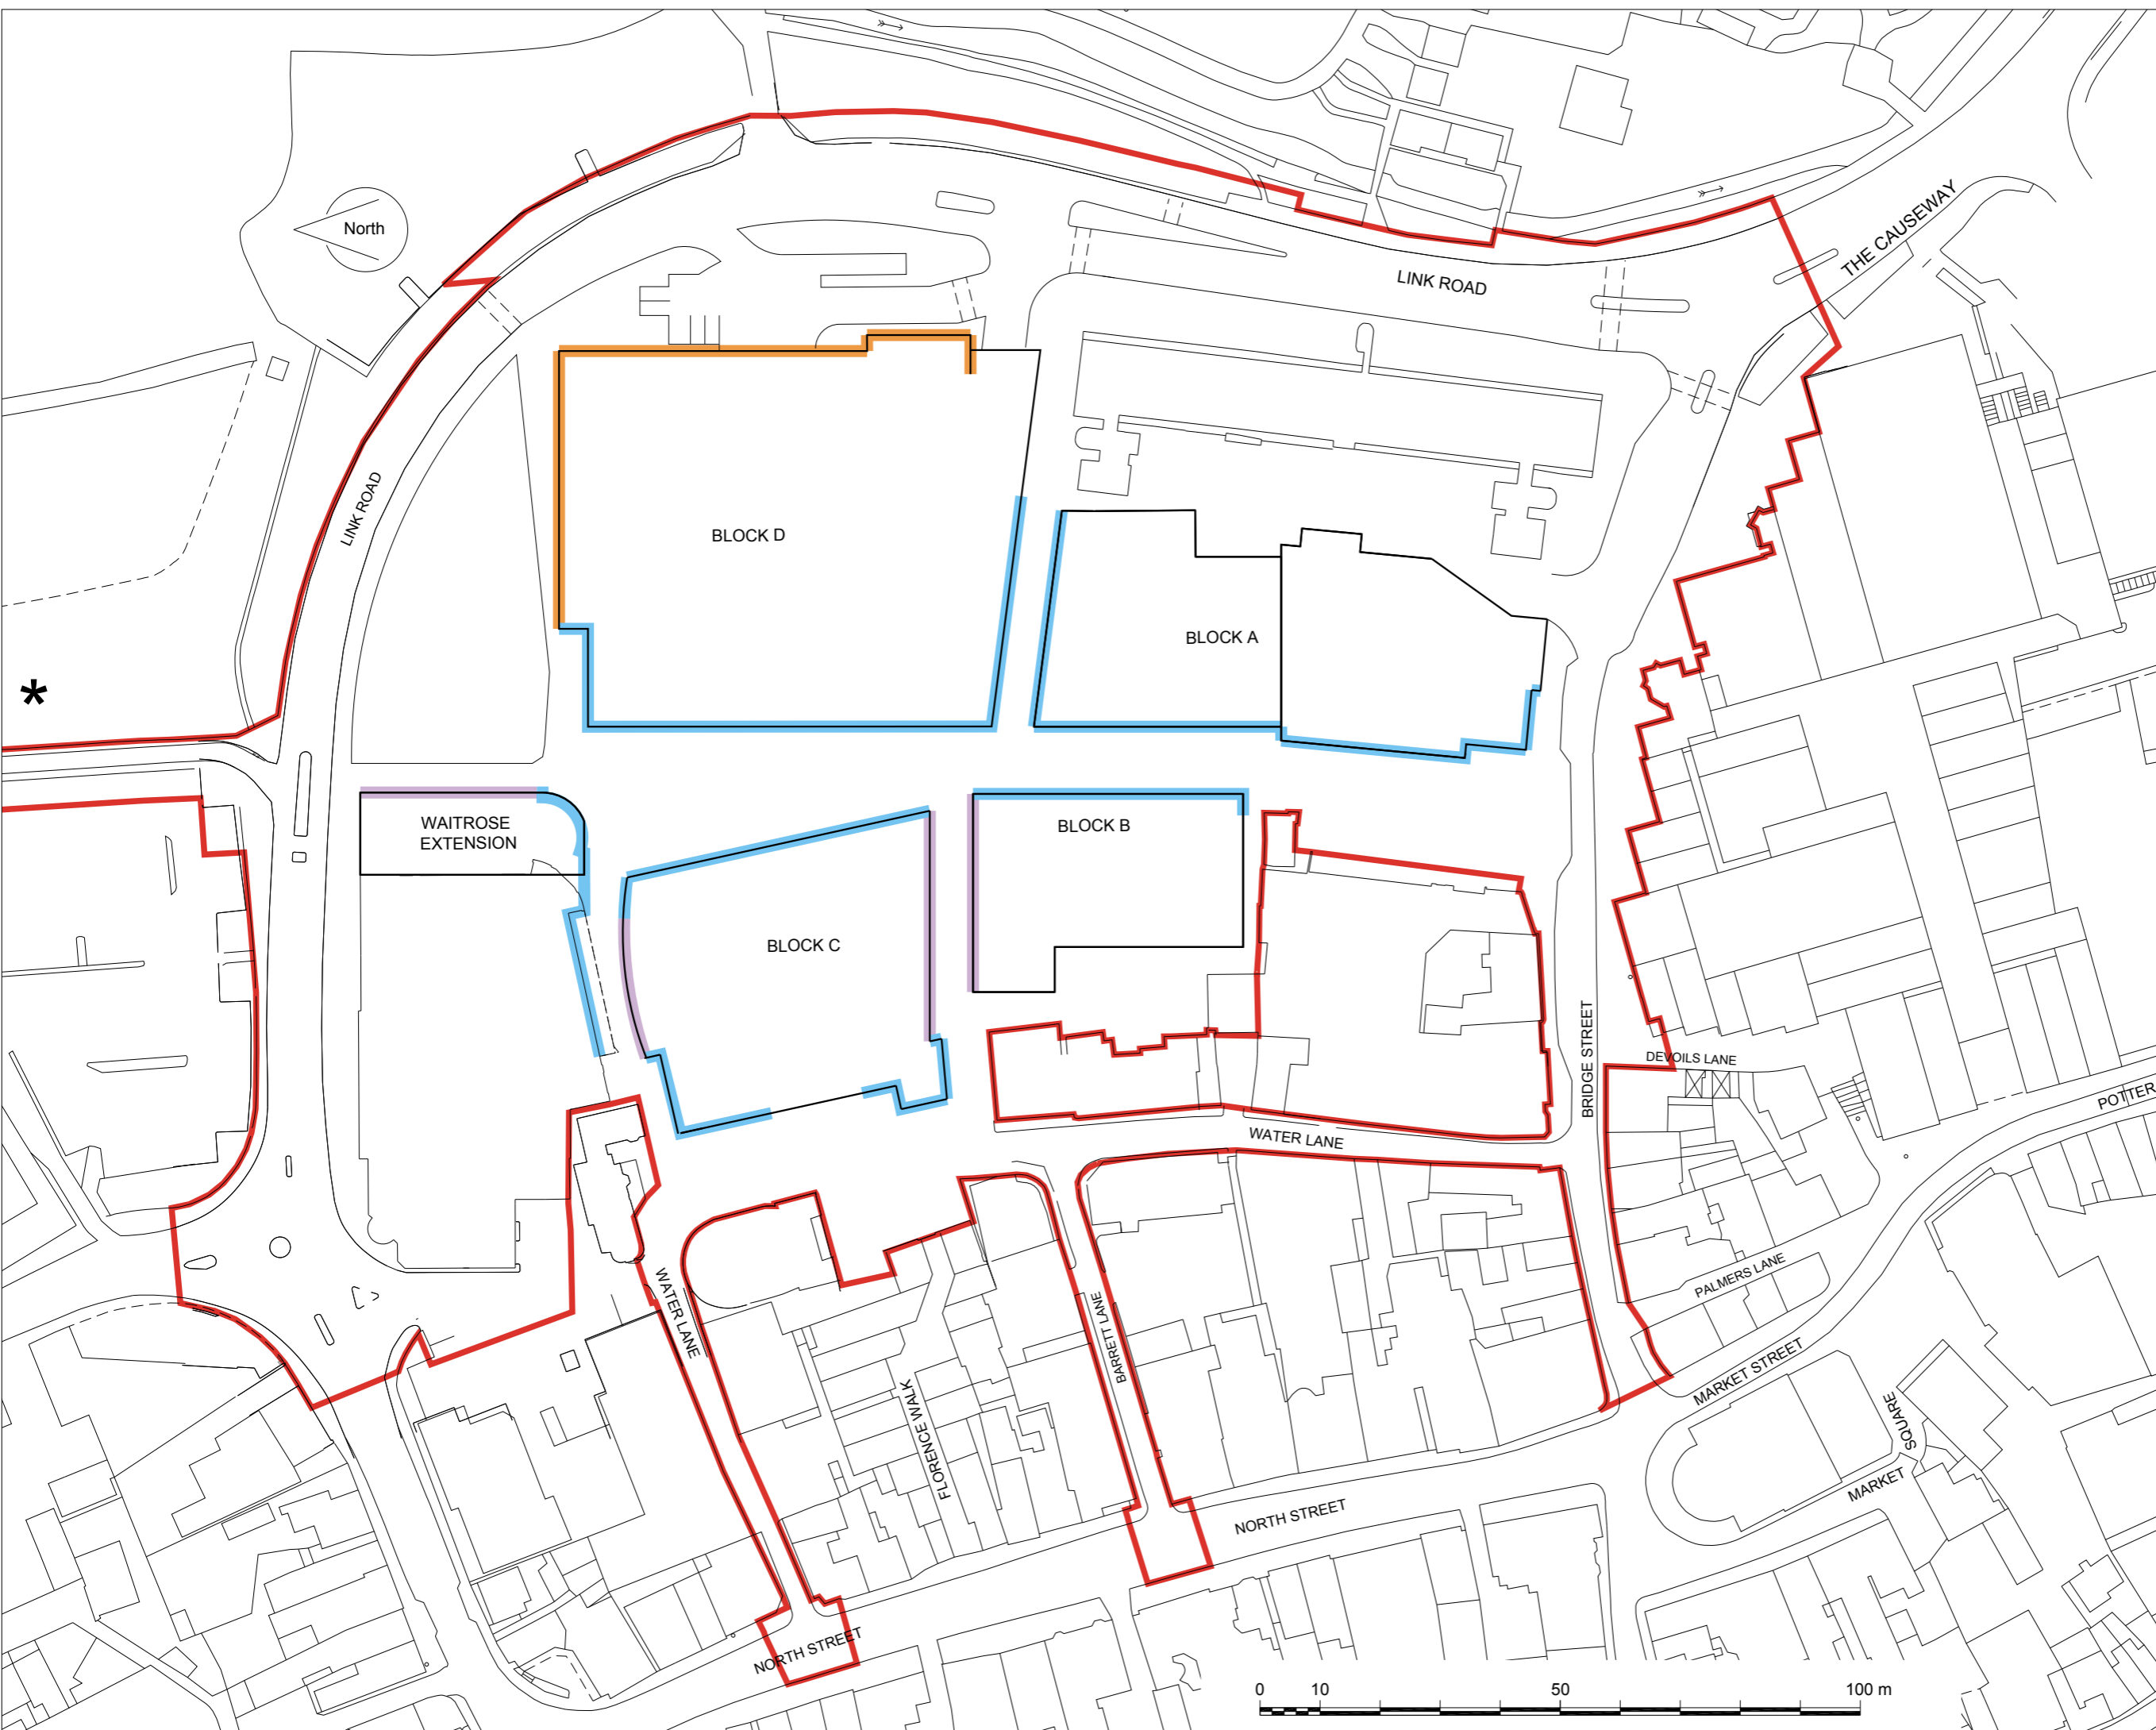 North
THE CAUSEWAY
LINK ROAD
LINK ROAD
BLOCK D
BLOCK A
*
WAITROSE
EXTENSION
BLOCK B
BLOCK C
BRIDGE STREET
DEVOILS LANE
POTTER
WATER LANE
PALMERS LANE
WATER LANE
BARRETT LANE
MARKET STREET
FLORENCE WALK
SQUARE
MARKET
NORTH STREET
NORTH STREET
0 10 50 100 m